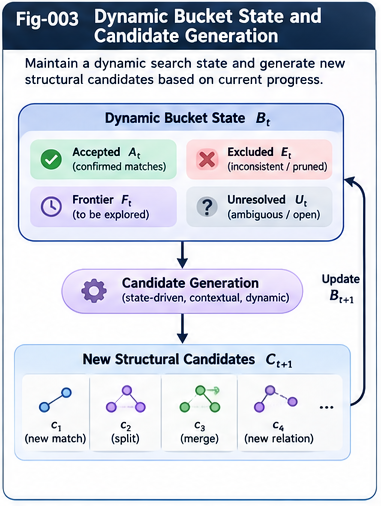 Fig-003 Dynamic Bucket State and
Candidate Generation
Maintain a dynamic search state and generate new
structural candidates based on current progress.
Dynamic Bucket State B_t
Accepted A_t
(confirmed matches)
Excluded E_t
(inconsistent / pruned)
Frontier F_t
(to be explored)
? Unresolved U_t
(ambiguous / open)
Candidate Generation
(state-driven, contextual, dynamic)
Update
B_{t+1}
New Structural Candidates C_{t+1}
c_1
(new match)
c_2
(split)
c_3
(merge)
c_4
(new relation)
...